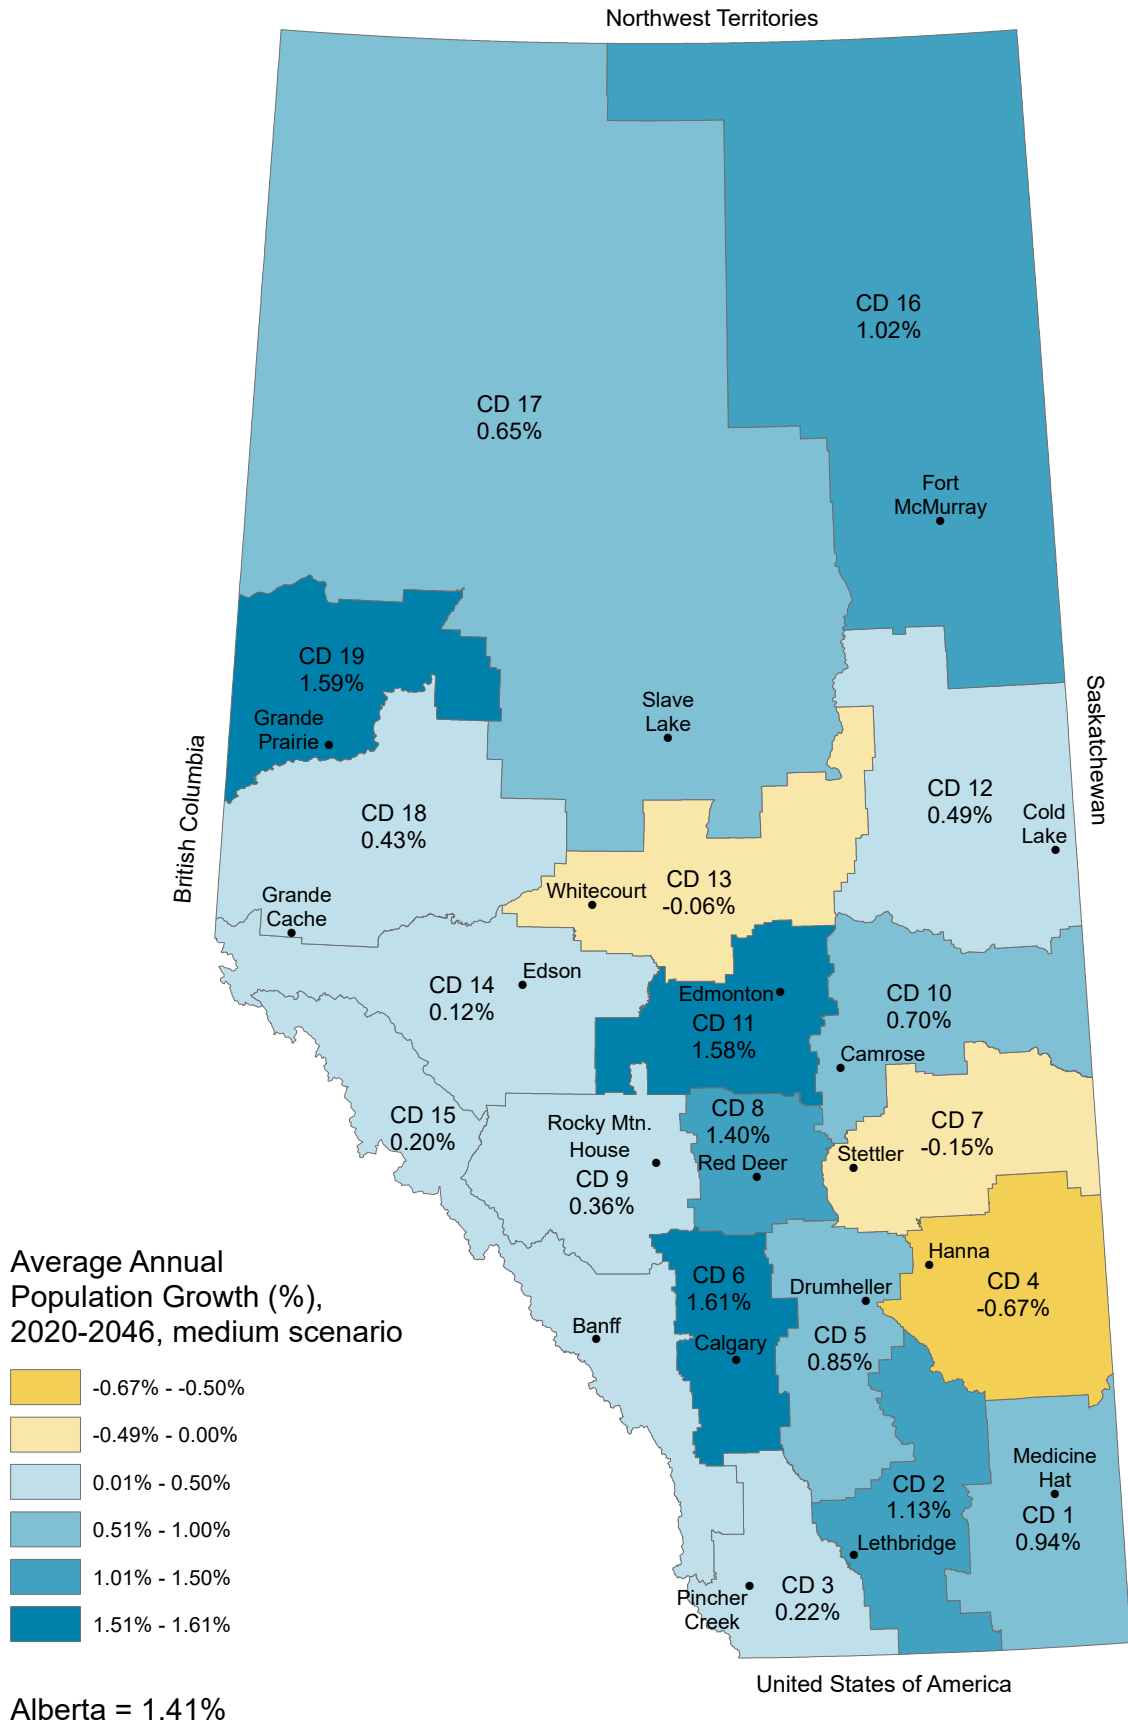 Northwest Territories
CD 16
1.02%
CD 17
0.65%
Fort
McMurray
CD 19
1.59%
Grande
Prairie
Slave
Lake
Saskatchewan
British Columbia
CD 18
0.43%
CD 12
0.49%
Cold
Lake
Grande
Cache
Whitecourt
CD 13
-0.06%
Edson
CD 14
0.12%
Edmonton
CD 11
1.58%
CD 10
0.70%
Camrose
CD 15
0.20%
Rocky Mtn.
House
CD 9
0.36%
CD 8
1.40%
Red Deer
CD 7
-0.15%
Stettler
Hanna
CD 4
-0.67%
CD 6
1.61%
Calgary
Drumheller
CD 5
0.85%
Banff
Medicine
Hat
CD 1
0.94%
CD 2
1.13%
Lethbridge
CD 3
0.22%
Pincher
Creek
United States of America
Average Annual
Population Growth (%),
2020-2046, medium scenario
-0.67% - -0.50%
-0.49% - 0.00%
0.01% - 0.50%
0.51% - 1.00%
1.01% - 1.50%
1.51% - 1.61%
Alberta = 1.41%